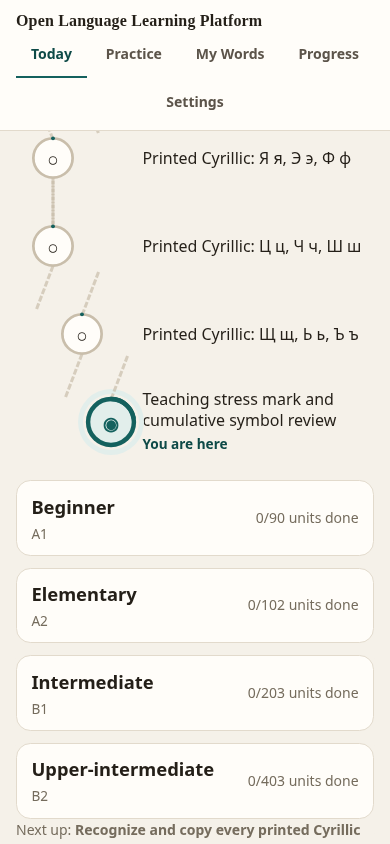 Open Language Learning Platform
Today Practice My Words Progress
Settings
Printed Cyrillic: Я я, Э э, Ф ф
Printed Cyrillic: Ц ц, Ч ч, Ш ш
Printed Cyrillic: Щ щ, Ь ь, Ъ ъ
Teaching stress mark and
cumulative symbol review
You are here
Beginner
A1
0/90 units done
Elementary
A2
0/102 units done
Intermediate
B1
0/203 units done
Upper-intermediate
B2
0/403 units done
Next up: Recognize and copy every printed Cyrillic